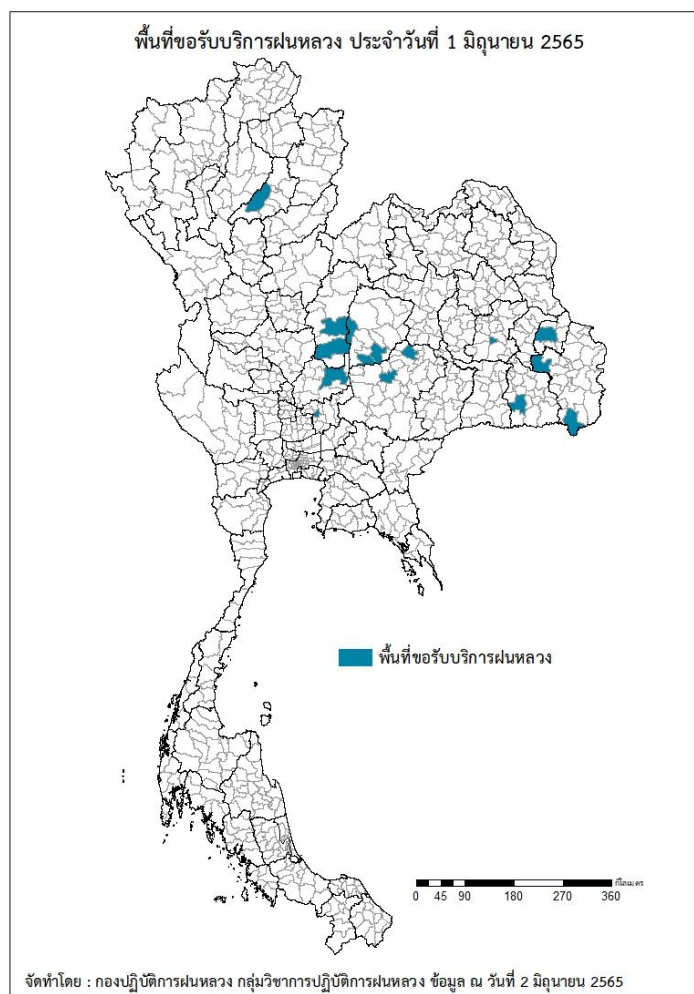 พื้นที่ขอรับบริการฝนหลวง ประจำวันที่ 1 มิถุนายน 2565
พื้นที่ขอรับบริการฝนหลวง
กิโลเมตร
0 45 90 180 270 360
จัดทำโดย : กองปฏิบัติการฝนหลวง กลุ่มวิชาการปฏิบัติการฝนหลวง ข้อมูล ณ วันที่ 2 มิถุนายน 2565